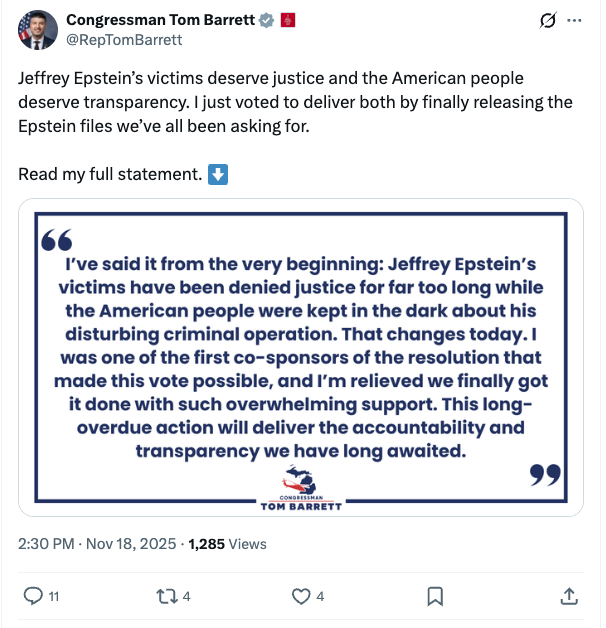 Congressman Tom Barrett
@RepTomBarrett
Jeffrey Epstein’s victims deserve justice and the American people
deserve transparency. I just voted to deliver both by finally releasing the
Epstein files we’ve all been asking for.
Read my full statement.
“
I’ve said it from the very beginning: Jeffrey Epstein’s
victims have been denied justice for far too long while
the American people were kept in the dark about his
disturbing criminal operation. That changes today. I
was one of the first co-sponsors of the resolution that
made this vote possible, and I’m relieved we finally got
it done with such overwhelming support. This long-
overdue action will deliver the accountability and
transparency we have long awaited.
”
CONGRESSMAN
TOM BARRETT
2:30 PM · Nov 18, 2025 · 1,285 Views
11 4 4